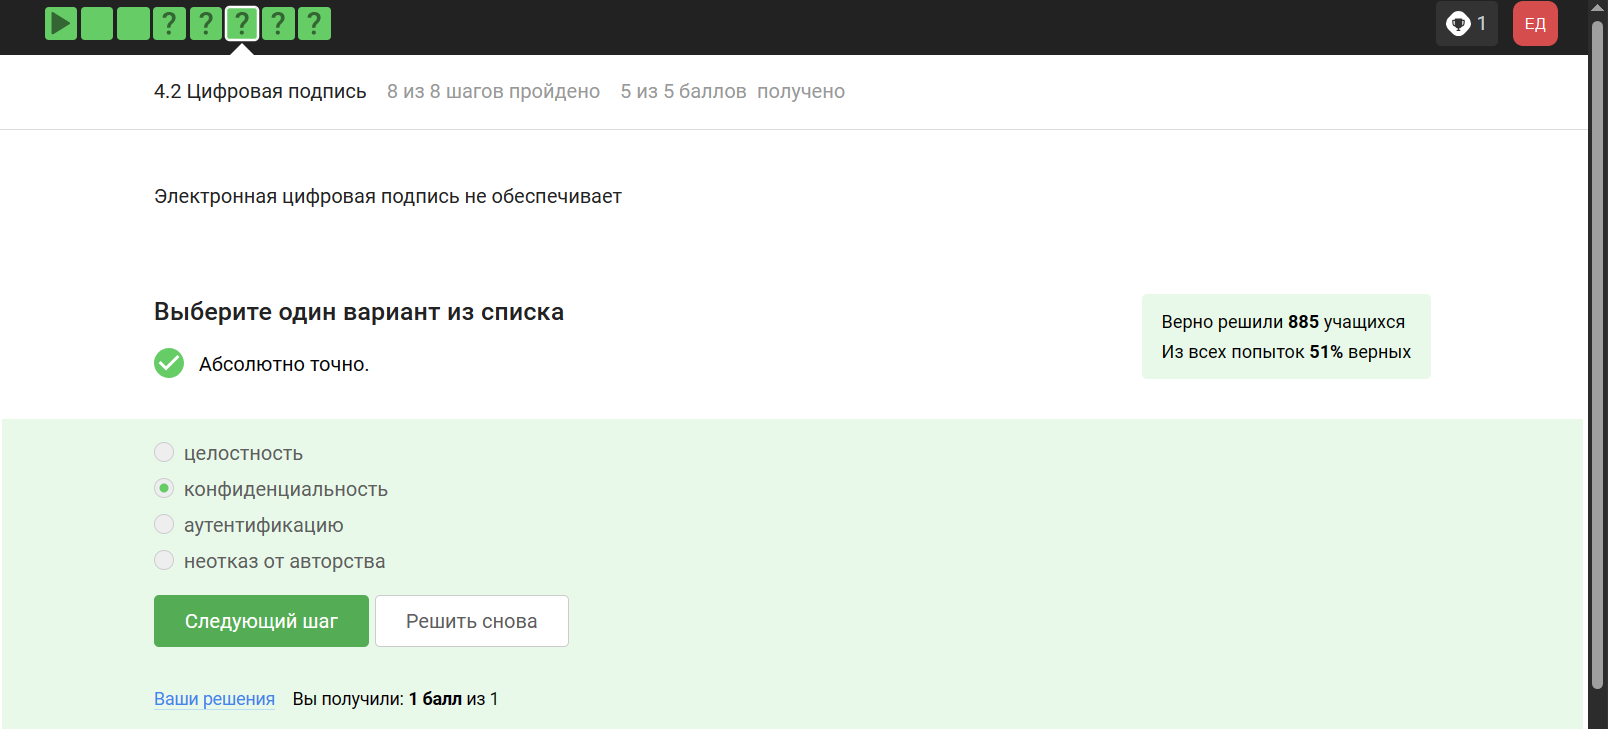 ? ? ? ? ?
1
ЕД
4.2 Цифровая подпись 8 из 8 шагов пройдено 5 из 5 баллов получено
Электронная цифровая подпись не обеспечивает
Выберите один вариант из списка
Абсолютно точно.
Верно решили 885 учащихся
Из всех попыток 51% верных
целостность
конфиденциальность
аутентификацию
неотказ от авторства
Следующий шаг
Решить снова
Ваши решения Вы получили: 1 балл из 1